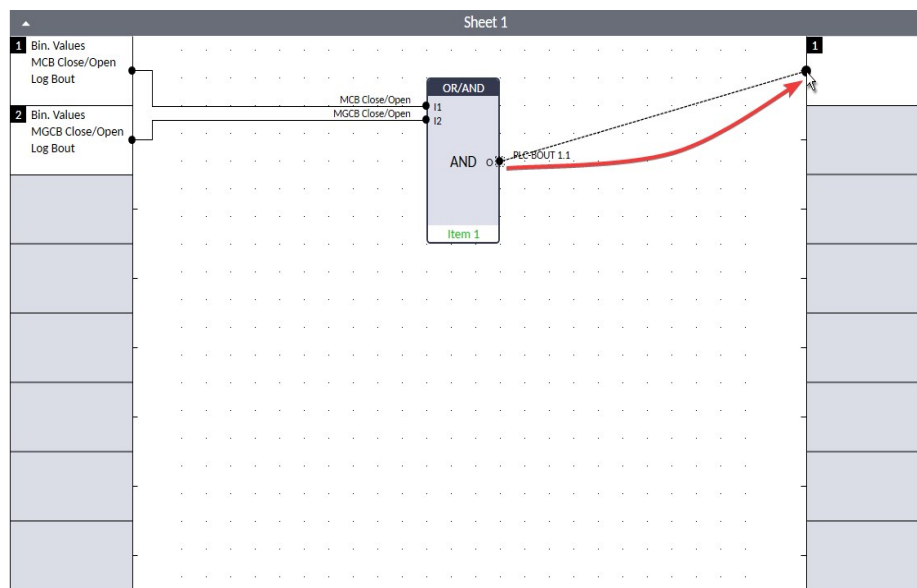 Sheet 1
1 Bin. Values
MCB Close/Open
Log Bout
2 Bin. Values
MGCB Close/Open
Log Bout
MCB Close/Open
MGCB Close/Open
OR/AND
I1
I2
AND O
PLC-BOUT 1.1
Item 1
1